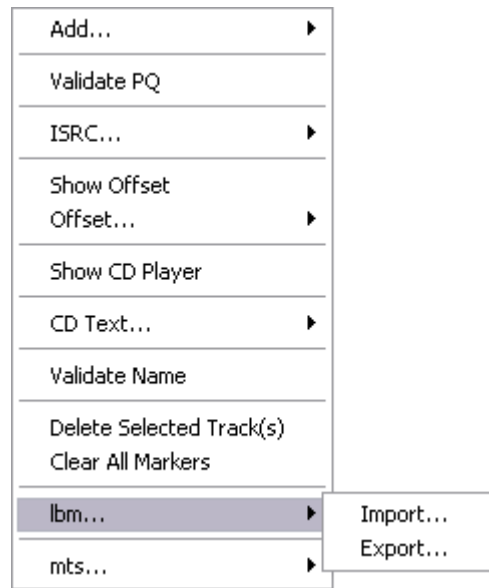 Add...
Validate PQ
ISRC...
Show Offset
Offset...
Show CD Player
CD Text...
Validate Name
Delete Selected Track(s)
Clear All Markers
lbm...
Import...
Export...
mts...